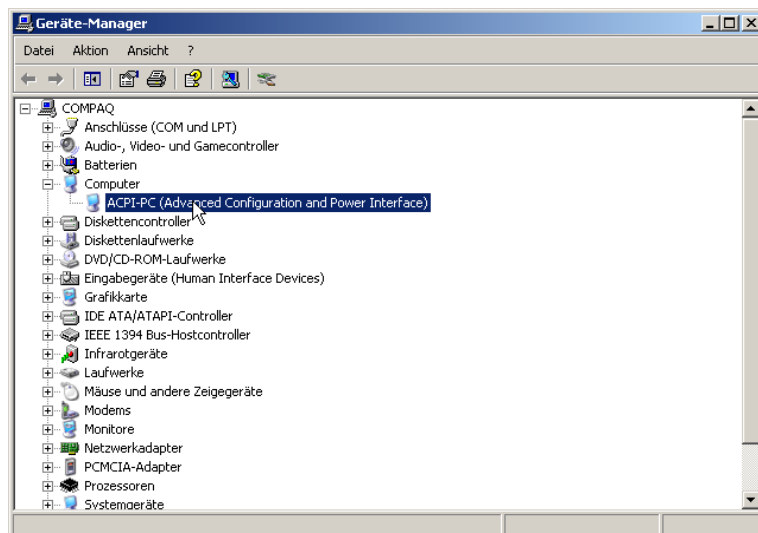 Geräte-Manager
Datei Aktion Ansicht ?
COMPAQ
Anschlüsse (COM und LPT)
Audio-, Video- und Gamecontroller
Batterien
Computer
ACPI-PC (Advanced Configuration and Power Interface)
Diskettencontroller
Diskettenlaufwerke
DVD/CD-ROM-Laufwerke
Eingabegeräte (Human Interface Devices)
Grafikkarte
IDE ATA/ATAPI-Controller
IEEE 1394 Bus-Hostcontroller
Infrarotgeräte
Laufwerke
Mäuse und andere Zeigegeräte
Modems
Monitore
Netzwerkadapter
PCMCIA-Adapter
Prozessoren
Systemgeräte